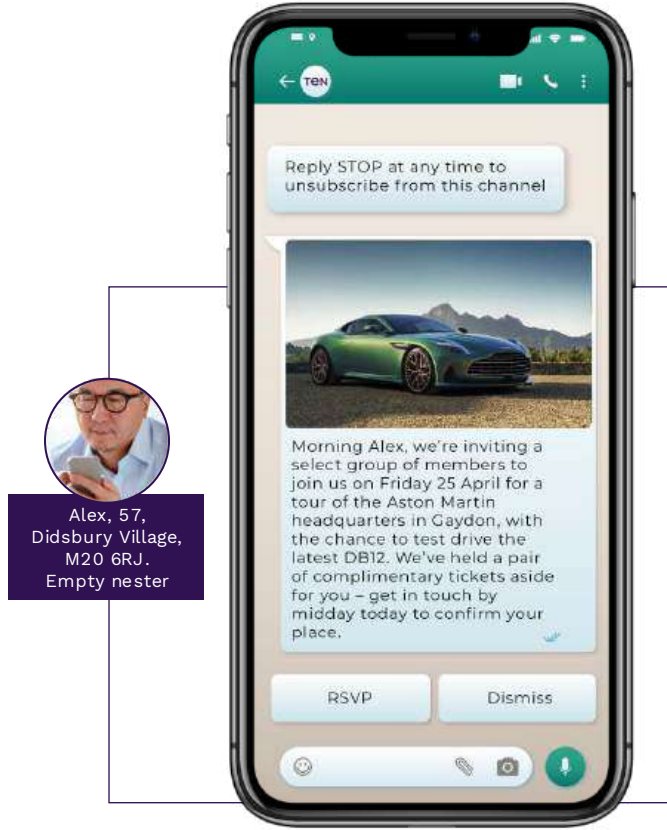 TEN
Reply STOP at any time to
unsubscribe from this channel
Morning Alex, we're inviting a
select group of members to
join us on Friday 25 April for a
tour of the Aston Martin
headquarters in Gaydon, with
the chance to test drive the
latest DB12. We've held a pair
of complimentary tickets aside
for you – get in touch by
midday today to confirm your
place.
RSVP
Dismiss
Alex, 57,
Didsbury Village,
M20 6RJ.
Empty nester